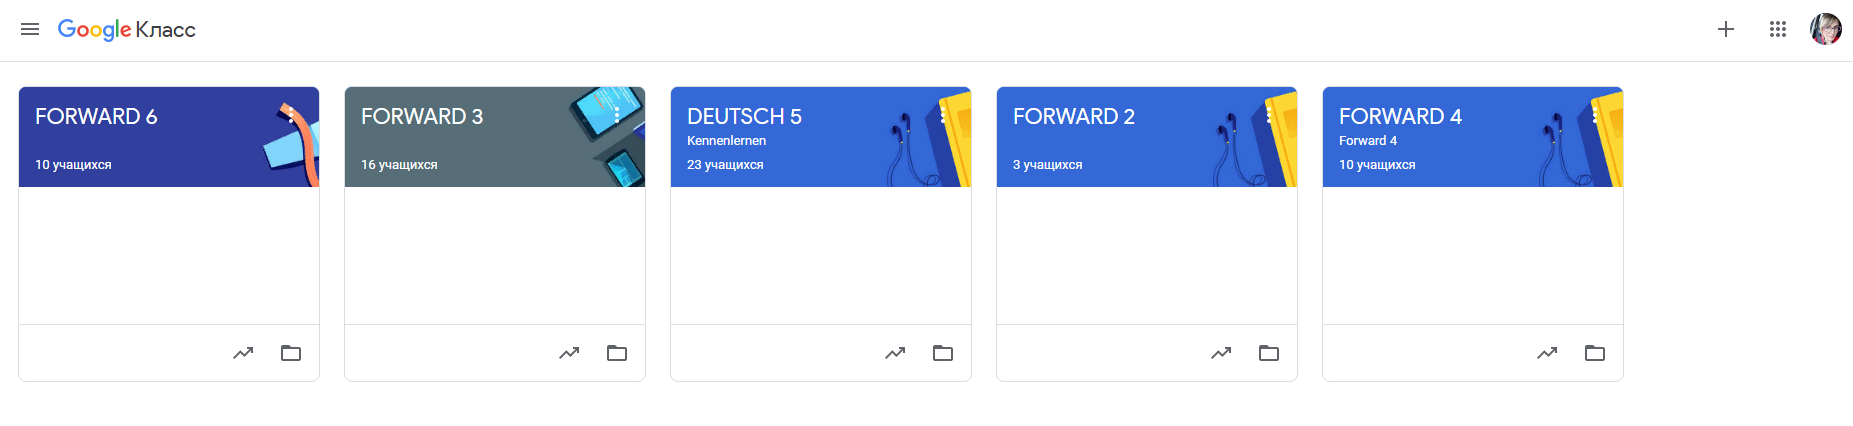 Google Класс
FORWARD 6
10 учащихся
FORWARD 3
16 учащихся
DEUTSCH 5
Kennenlernen
23 учащихся
FORWARD 2
3 учащихся
FORWARD 4
Forward 4
10 учащихся